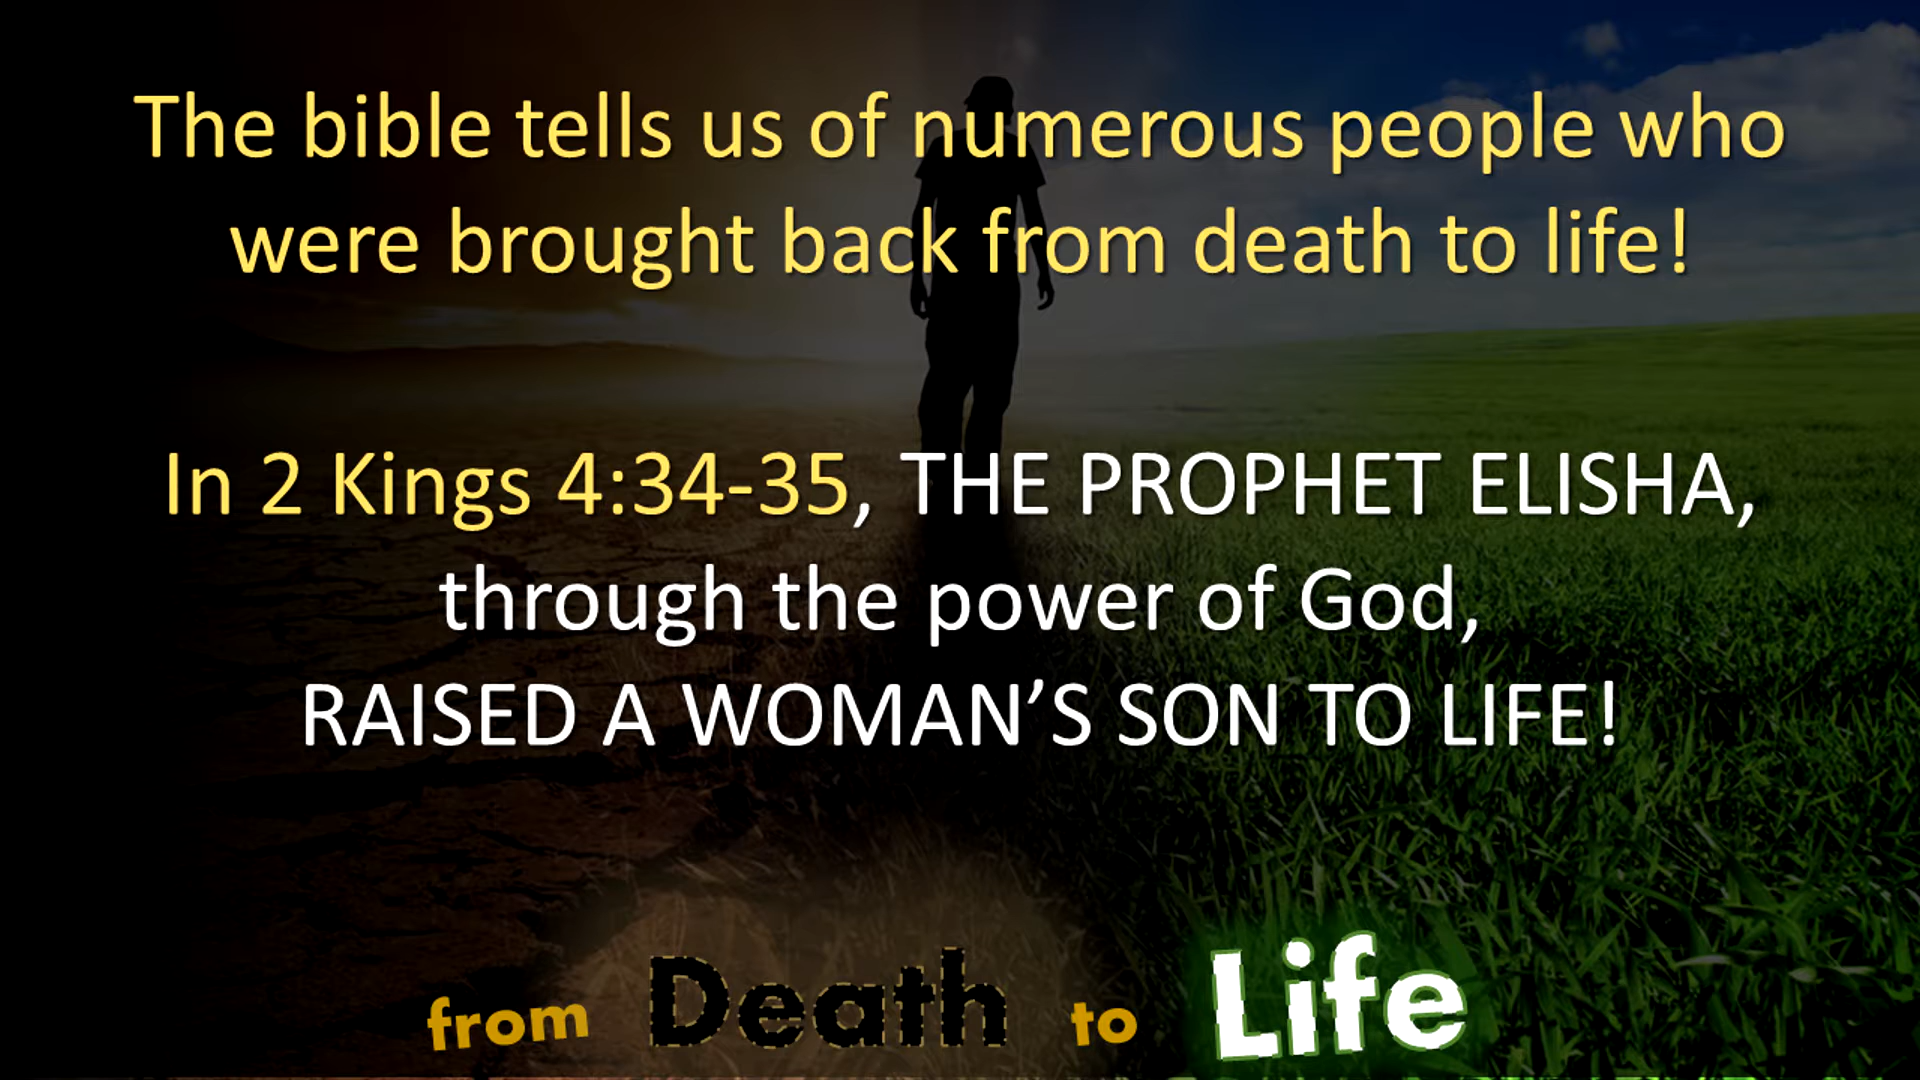 The bible tells us of numerous people who
were brought back from death to life!
In 2 Kings 4:34-35, THE PROPHET ELISHA,
through the power of God,
RAISED A WOMAN’S SON TO LIFE!
from Death to Life